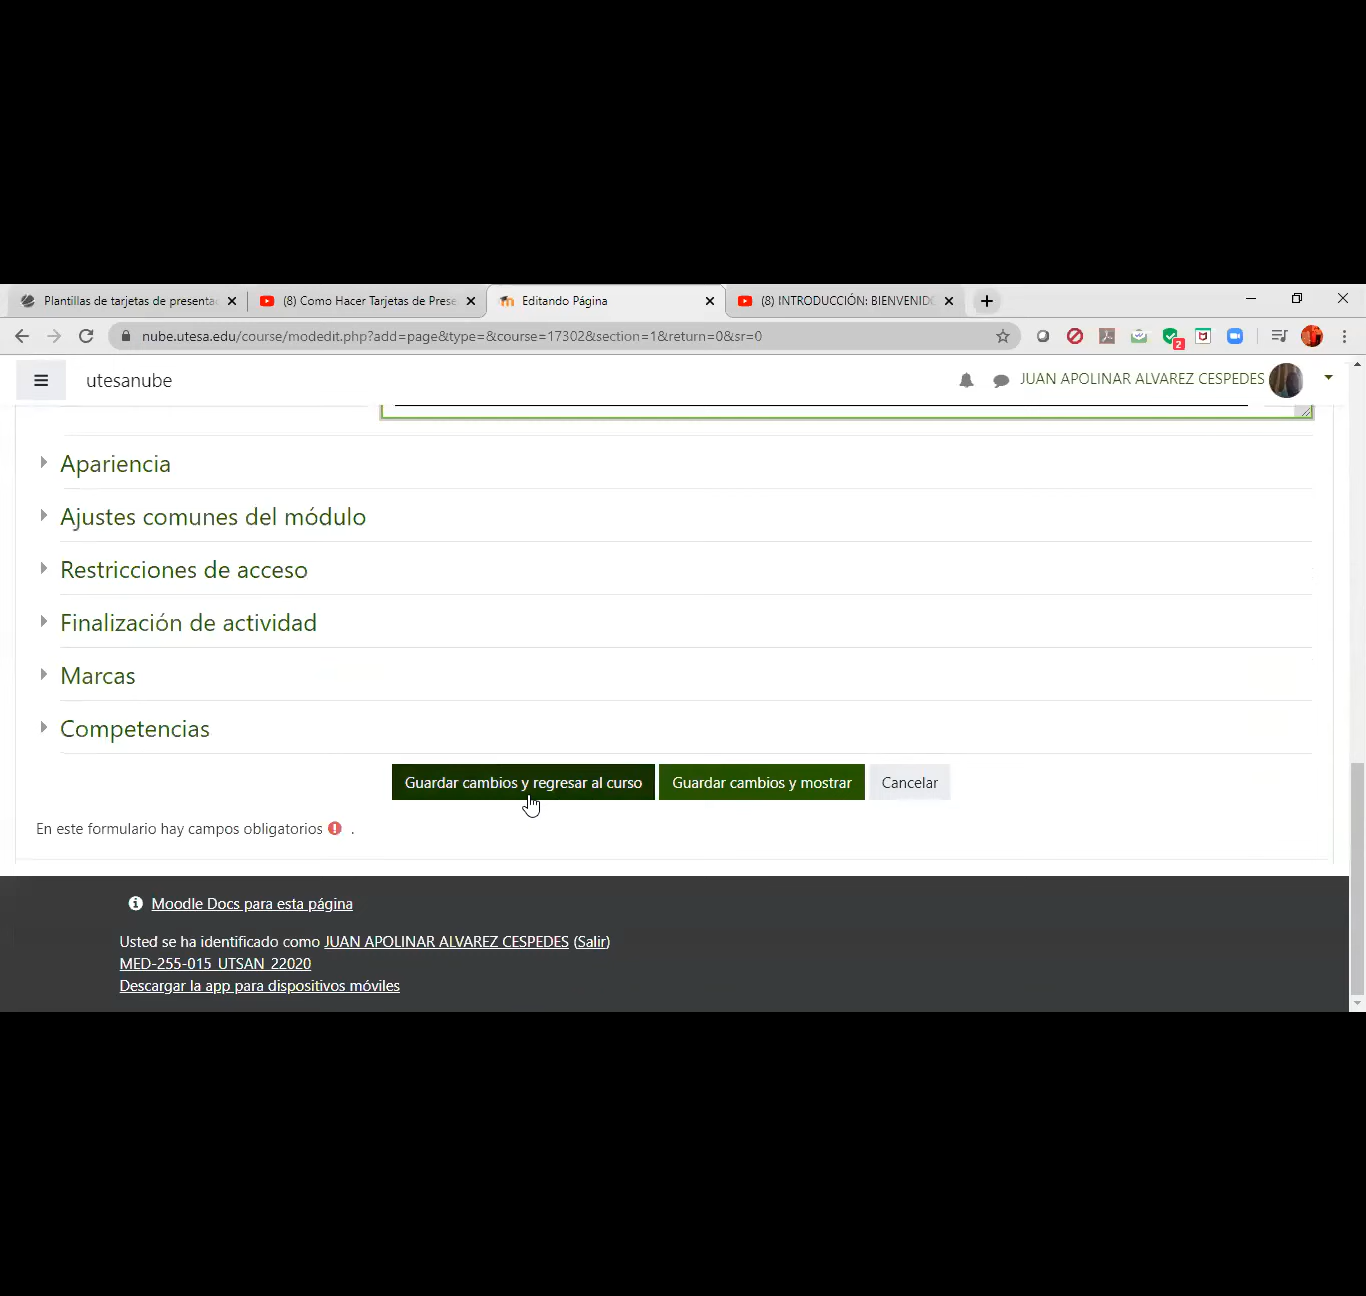 Plantillas de tarjetas de presenta
(8) Como Hacer Tarjetas de Prese
Editando Página
(8) INTRODUCCIÓN: BIENVENID
nube.utesa.edu/course/modedit.php?add=page&type=&course=17302&section=1&return=0&sr=0
2
utesanube
JUAN APOLINAR ALVAREZ CESPEDES
Apariencia
Ajustes comunes del módulo
Restricciones de acceso
Finalización de actividad
Marcas
Competencias
Guardar cambios y regresar al curso
Guardar cambios y mostrar
Cancelar
En este formulario hay campos obligatorios .
Moodle Docs para esta página
Usted se ha identificado como JUAN APOLINAR ALVAREZ CESPEDES (Salir)
MED-255-015_UTSAN_22020
Descargar la app para dispositivos móviles